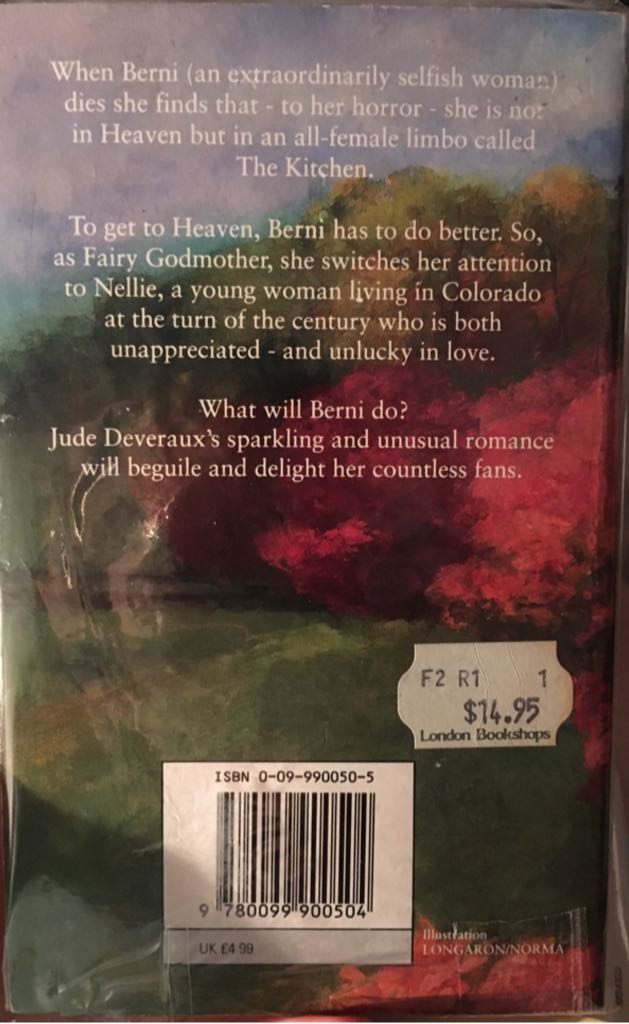 When Berni (an extraordinarily selfish woman)
dies she finds that - to her horror - she is not
in Heaven but in an all-female limbo called
The Kitchen.
To get to Heaven, Berni has to do better. So,
as Fairy Godmother, she switches her attention
to Nellie, a young woman living in Colorado
at the turn of the century who is both
unappreciated - and unlucky in love.
What will Berni do?
Jude Deveraux's sparkling and unusual romance
will beguile and delight her countless fans.
F2 R1 1
$14.95
London Bookshops
ISBN 0-09-990050-5
9 780099 900504
UK £4.99
Illustration
LONGARON/NORMA